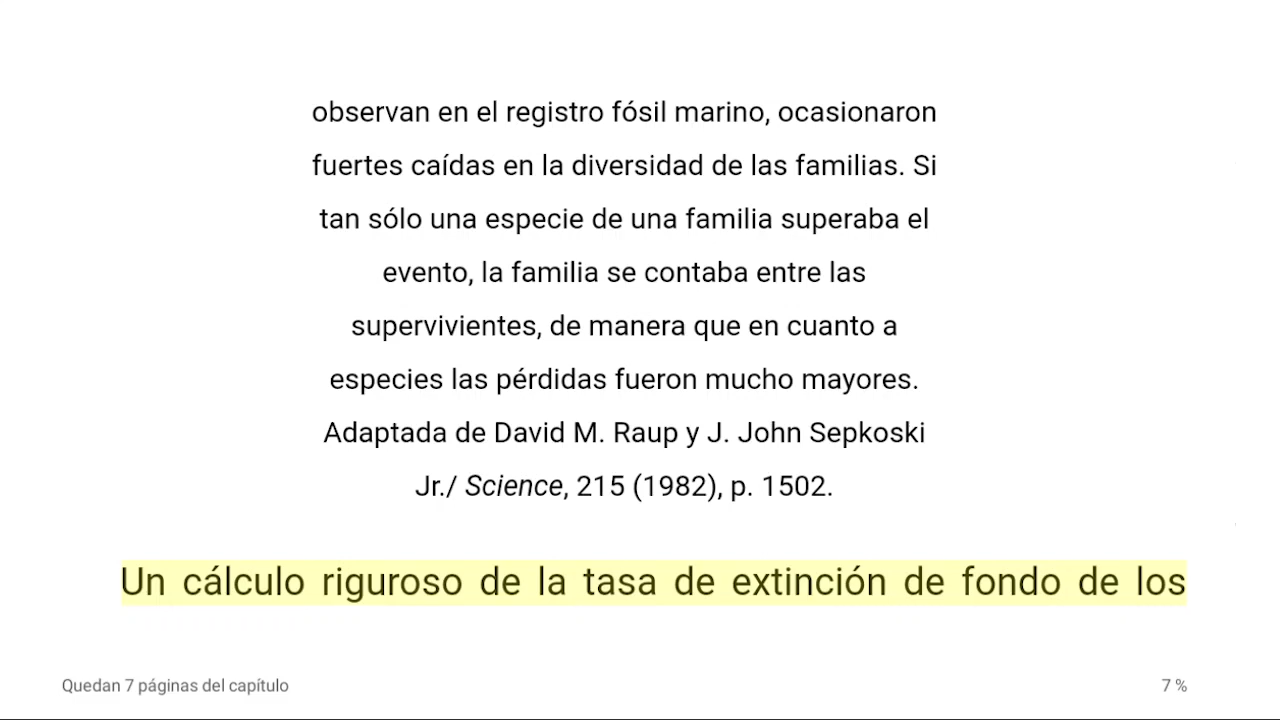 observan en el registro fósil marino, ocasionaron
fuertes caídas en la diversidad de las familias. Si
tan sólo una especie de una familia superaba el
evento, la familia se contaba entre las
supervivientes, de manera que en cuanto a
especies las pérdidas fueron mucho mayores.
Adaptada de David M. Raup y J. John Sepkoski
Jr./ Science, 215 (1982), p. 1502.
Un cálculo riguroso de la tasa de extinción de fondo de los
Quedan 7 páginas del capítulo
7 %